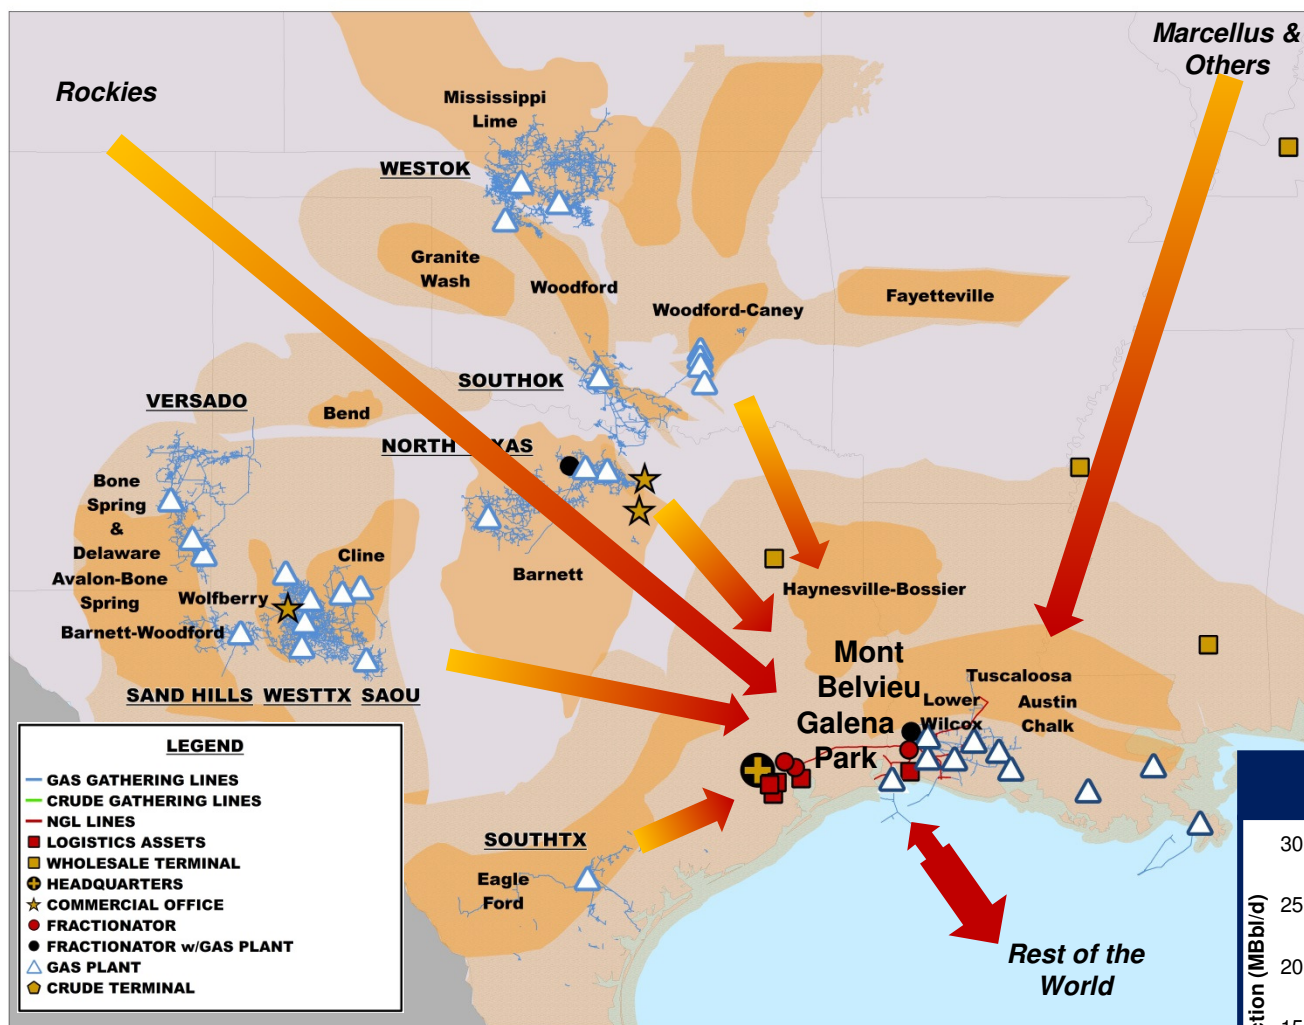 Marcellus &
Others
Rockies
Mississippi
Lime
WESTOK
Granite
Wash
Woodford
Woodford-Caney
Fayetteville
SOUTHOK
VERSADO
Bend
NORTH
XAS
Bone
Spring
&
Delaware
Avalon-Bone
Spring
Cline
Wolfberry
Barnett-Woodford
Barnett
Haynesville-Bossier
SAND HILLS WESTTX SAOU
Mont
Belvieu
Galena
Park
Tuscaloosa
Lower
Wilcox
Austin
Chalk
LEGEND
GAS GATHERING LINES
CRUDE GATHERING LINES
NGL LINES
LOGISTICS ASSETS
WHOLESALE TERMINAL
HEADQUARTERS
COMMERCIAL OFFICE
FRACTIONATOR
FRACTIONATOR w/GAS PLANT
GAS PLANT
CRUDE TERMINAL
SOUTHTX
Eagle
Ford
Rest of the
World
30
25
20
15
ction (MBbl/d)